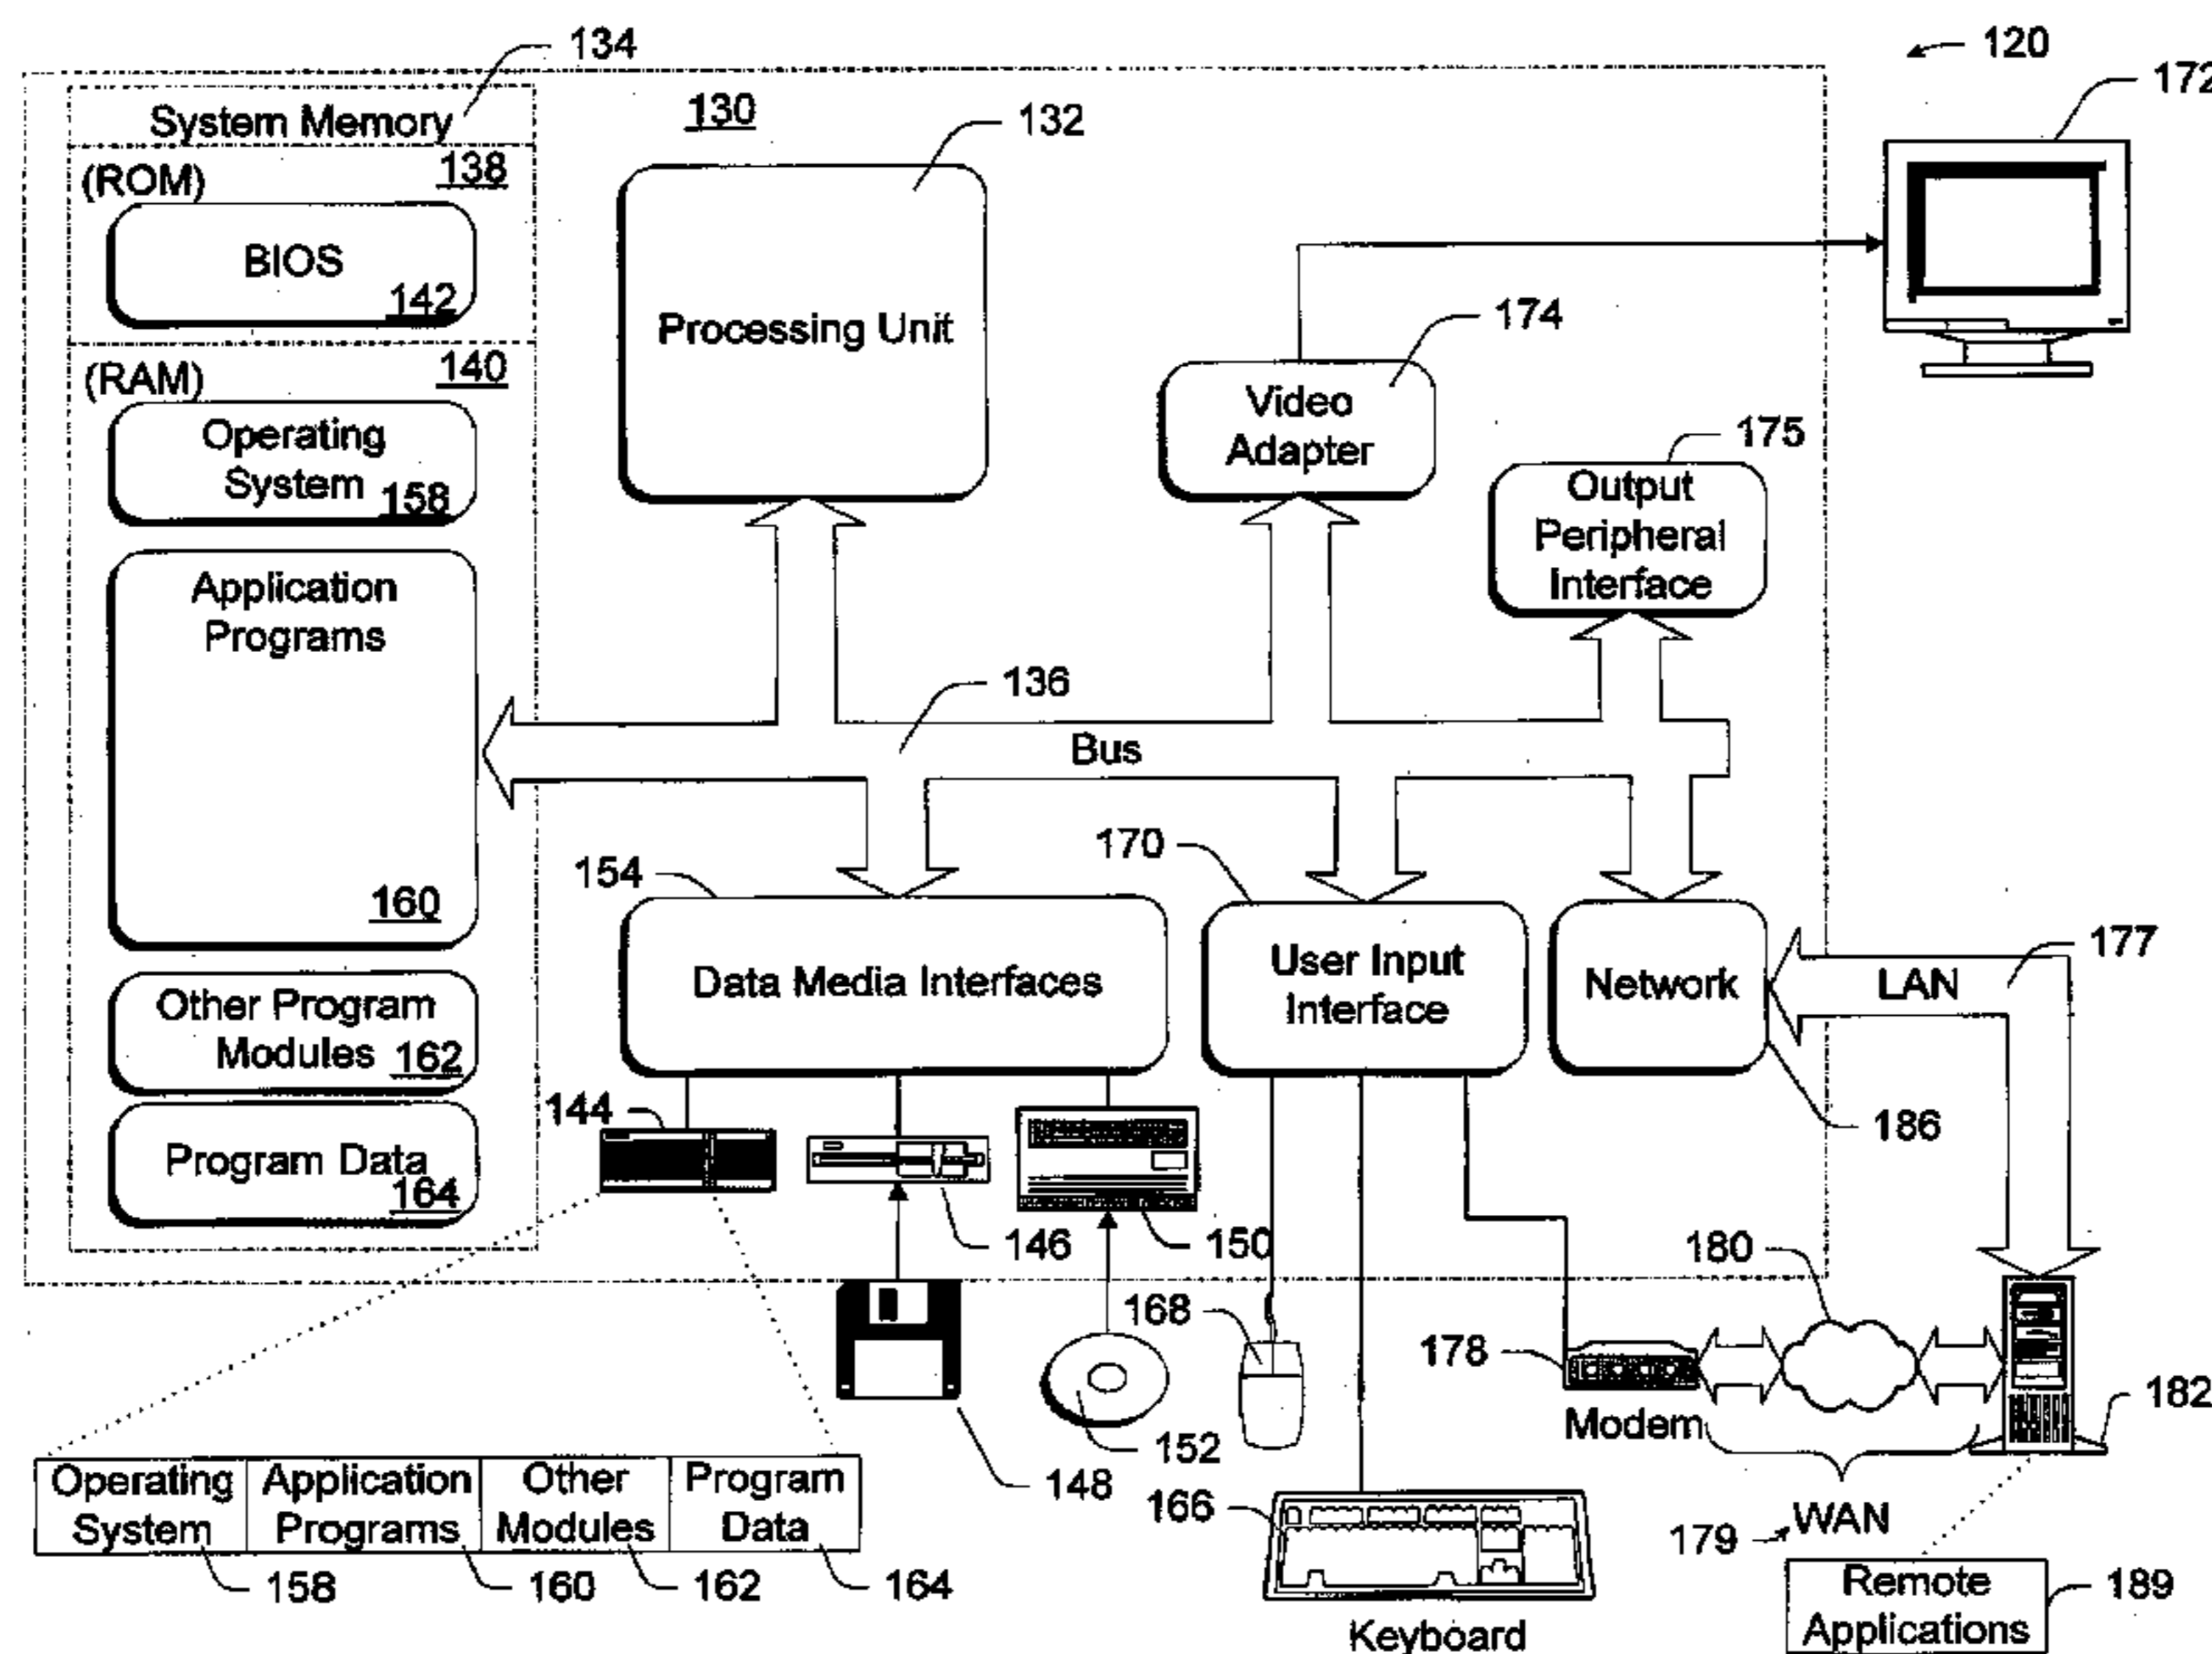 134
120
172
System Memory
130
132
(ROM)
138
BIOS
142
Processing Unit
174
(RAM)
140
Video
Adapter
175
Operating
System 158
Output
Peripheral
Interface
Application
Programs
136
Bus
170
154
160
177
Data Media Interfaces
User Input
Interface
Network
LAN
Other Program
Modules 162
144
186
Program Data
164
146
150
180
168
178
182
Modem
152
148
Operating
System
Application
Programs
Other
Modules
Program
Data
166
179
WAN
158
160
162
164
Remote
Applications
189
Keyboard